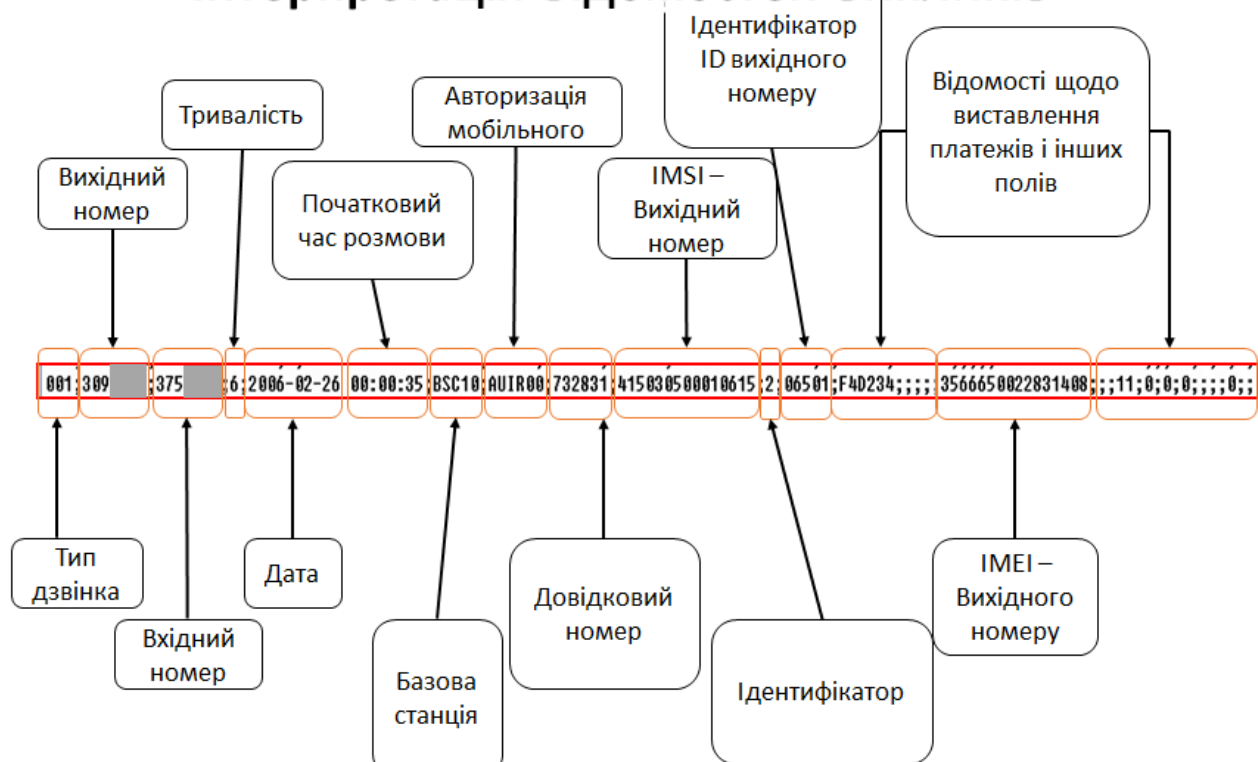 Ідентифікатор
ID вихідного
номеру
Відомості щодо
виставлення
платежів і інших
полів
Авторизація
мобільного
Тривалість
Вихідний
номер
IMSI –
Вихідний
номер
Початковий
час розмови
001;309 ;375 ;6;2006-02-26 00:00:35;BSC10;AUIR00;732831;415030500010615;2;06501;F4D234;;;;;3566650022831408;;;11;0;0;0;;;;0;;
Тип
дзвінка
Дата
Довідковий
номер
IMEI –
Вихідного
номеру
Вхідний
номер
Базова
станція
Ідентифікатор